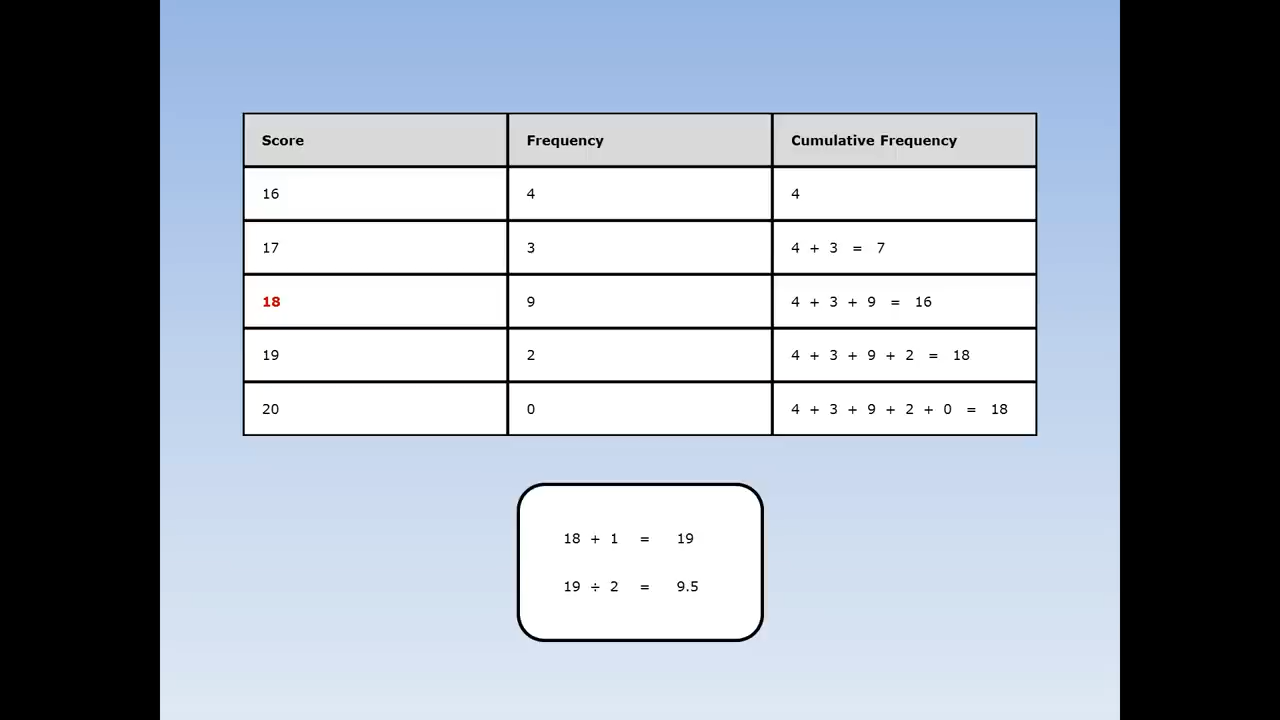 Score Frequency Cumulative Frequency
16 4 4
17 3 4 + 3 = 7
18 9 4 + 3 + 9 = 16
19 2 4 + 3 + 9 + 2 = 18
20 0 4 + 3 + 9 + 2 + 0 = 18
18 + 1 = 19
19 ÷ 2 = 9.5